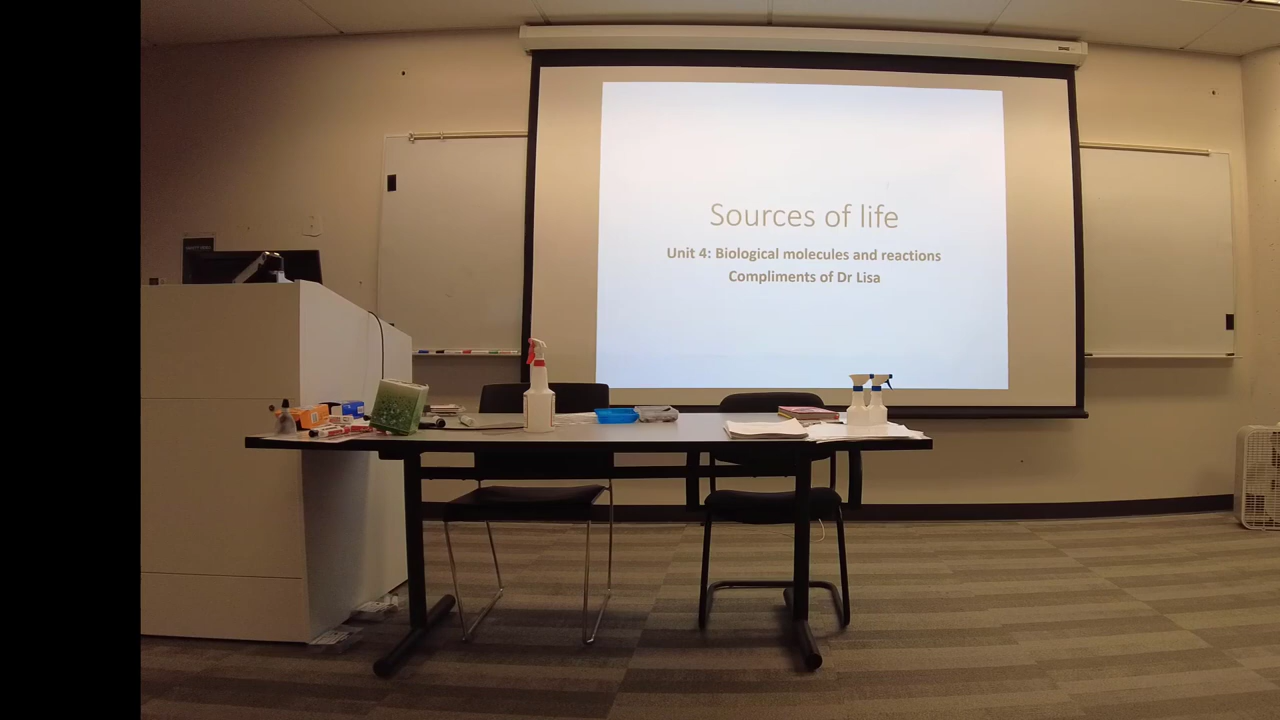 Sources of life
Unit 4: Biological molecules and reactions
Compliments of Dr Lisa